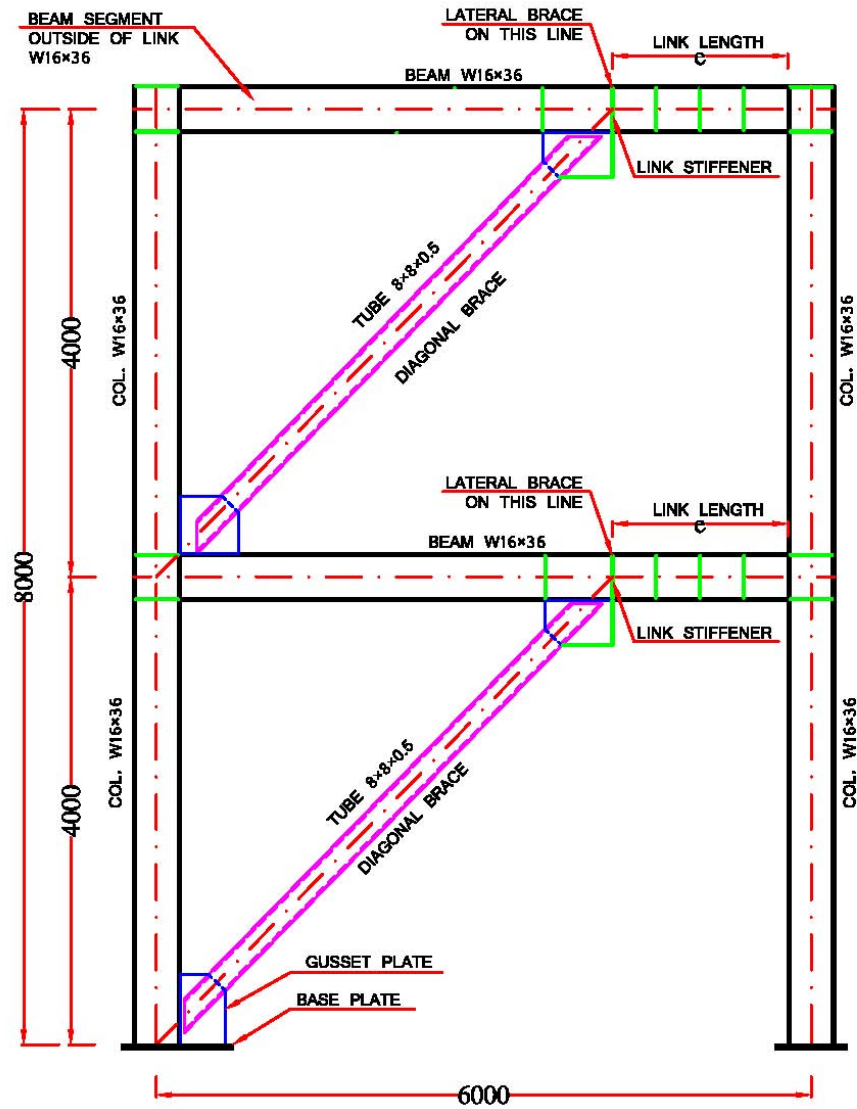 BEAM SEGMENT
OUTSIDE OF LINK
W16×36
LATERAL BRACE
ON THIS LINE
LINK LENGTH
e
BEAM W16×36
LINK STIFFENER
TUBE 8×8×0.5
DIAGONAL BRACE
COL. W16×36
COL. W16×36
4000
8000
LATERAL BRACE
ON THIS LINE
LINK LENGTH
e
BEAM W16×36
LINK STIFFENER
TUBE 8×8×0.5
DIAGONAL BRACE
COL. W16×36
COL. W16×36
4000
GUSSET PLATE
BASE PLATE
6000